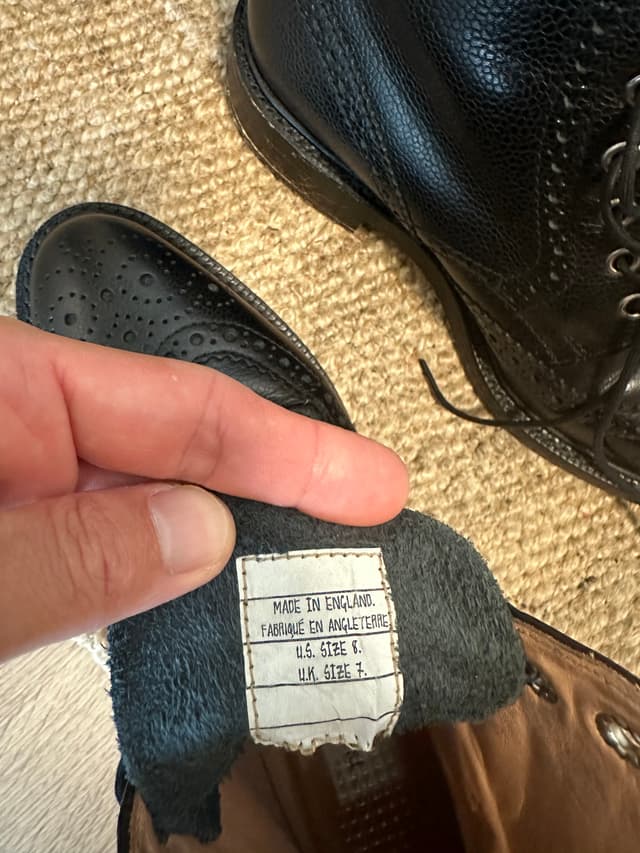 MADE IN ENGLAND.
FABRIQUÉ EN ANGLETERRE
U.S. SIZE 8.
U.K. SIZE 7.